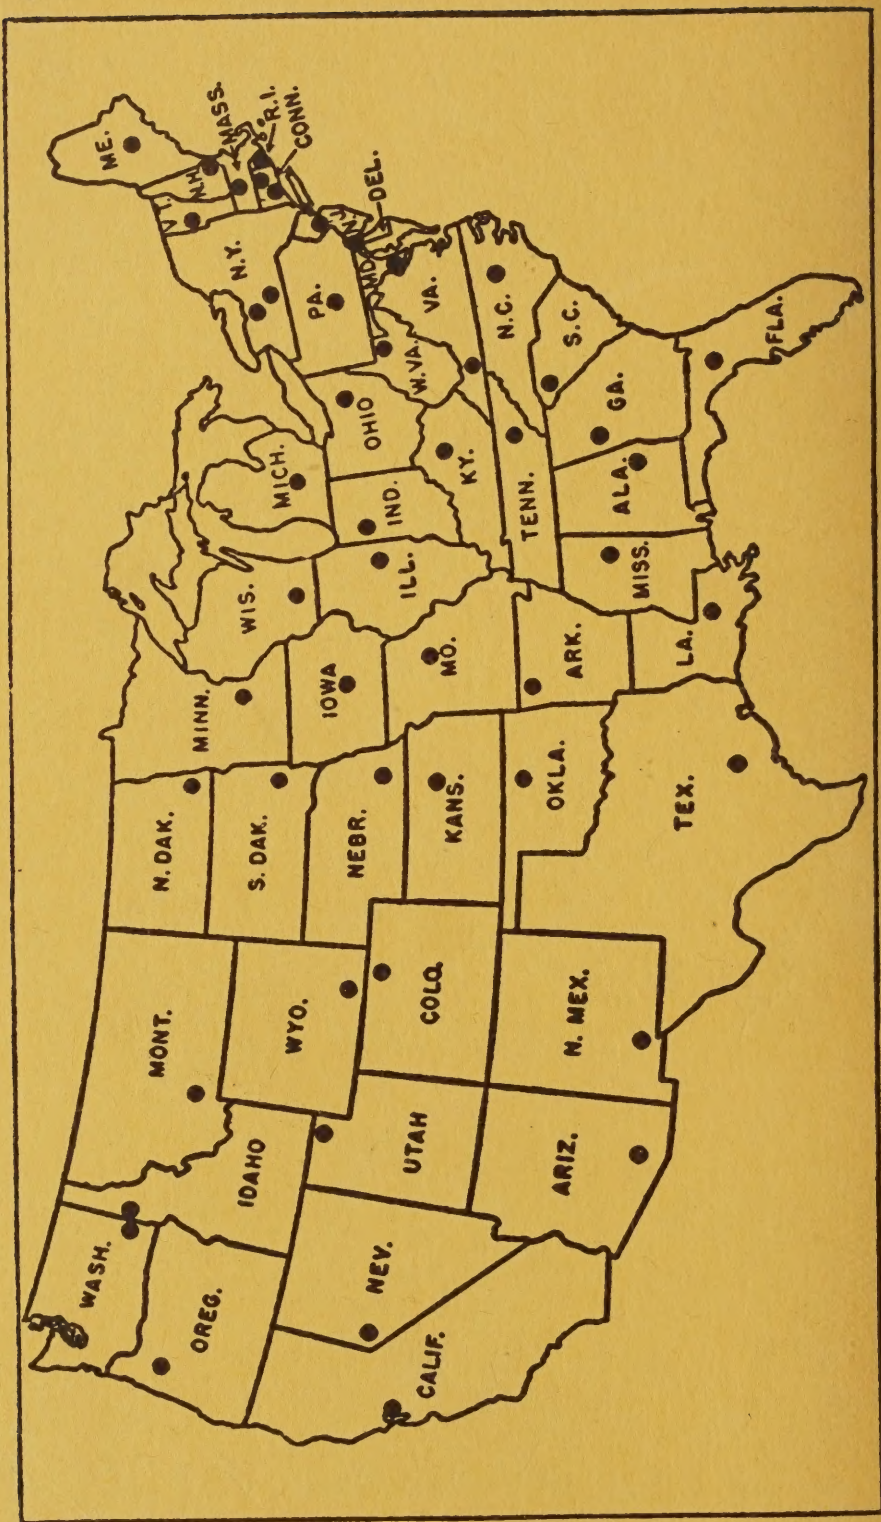 WASH.
OREG.
CALIF.
NEV.
IDAHO
MONT.
WYO.
UTAH
COLO.
ARIZ.
N. MEX.
N. DAK.
S. DAK.
NEBR.
KANS.
OKLA.
TEX.
MINN.
IOWA
MO.
ARK.
LA.
WIS.
ILL.
MICH.
IND.
OHIO
KY.
TENN.
MISS.
ALA.
GA.
FLA.
S.C.
N.C.
VA.
W.VA.
MD.
DEL.
PA.
N.J.
N.Y.
VT.
N.H.
ME.
MASS.
R.I.
CONN.